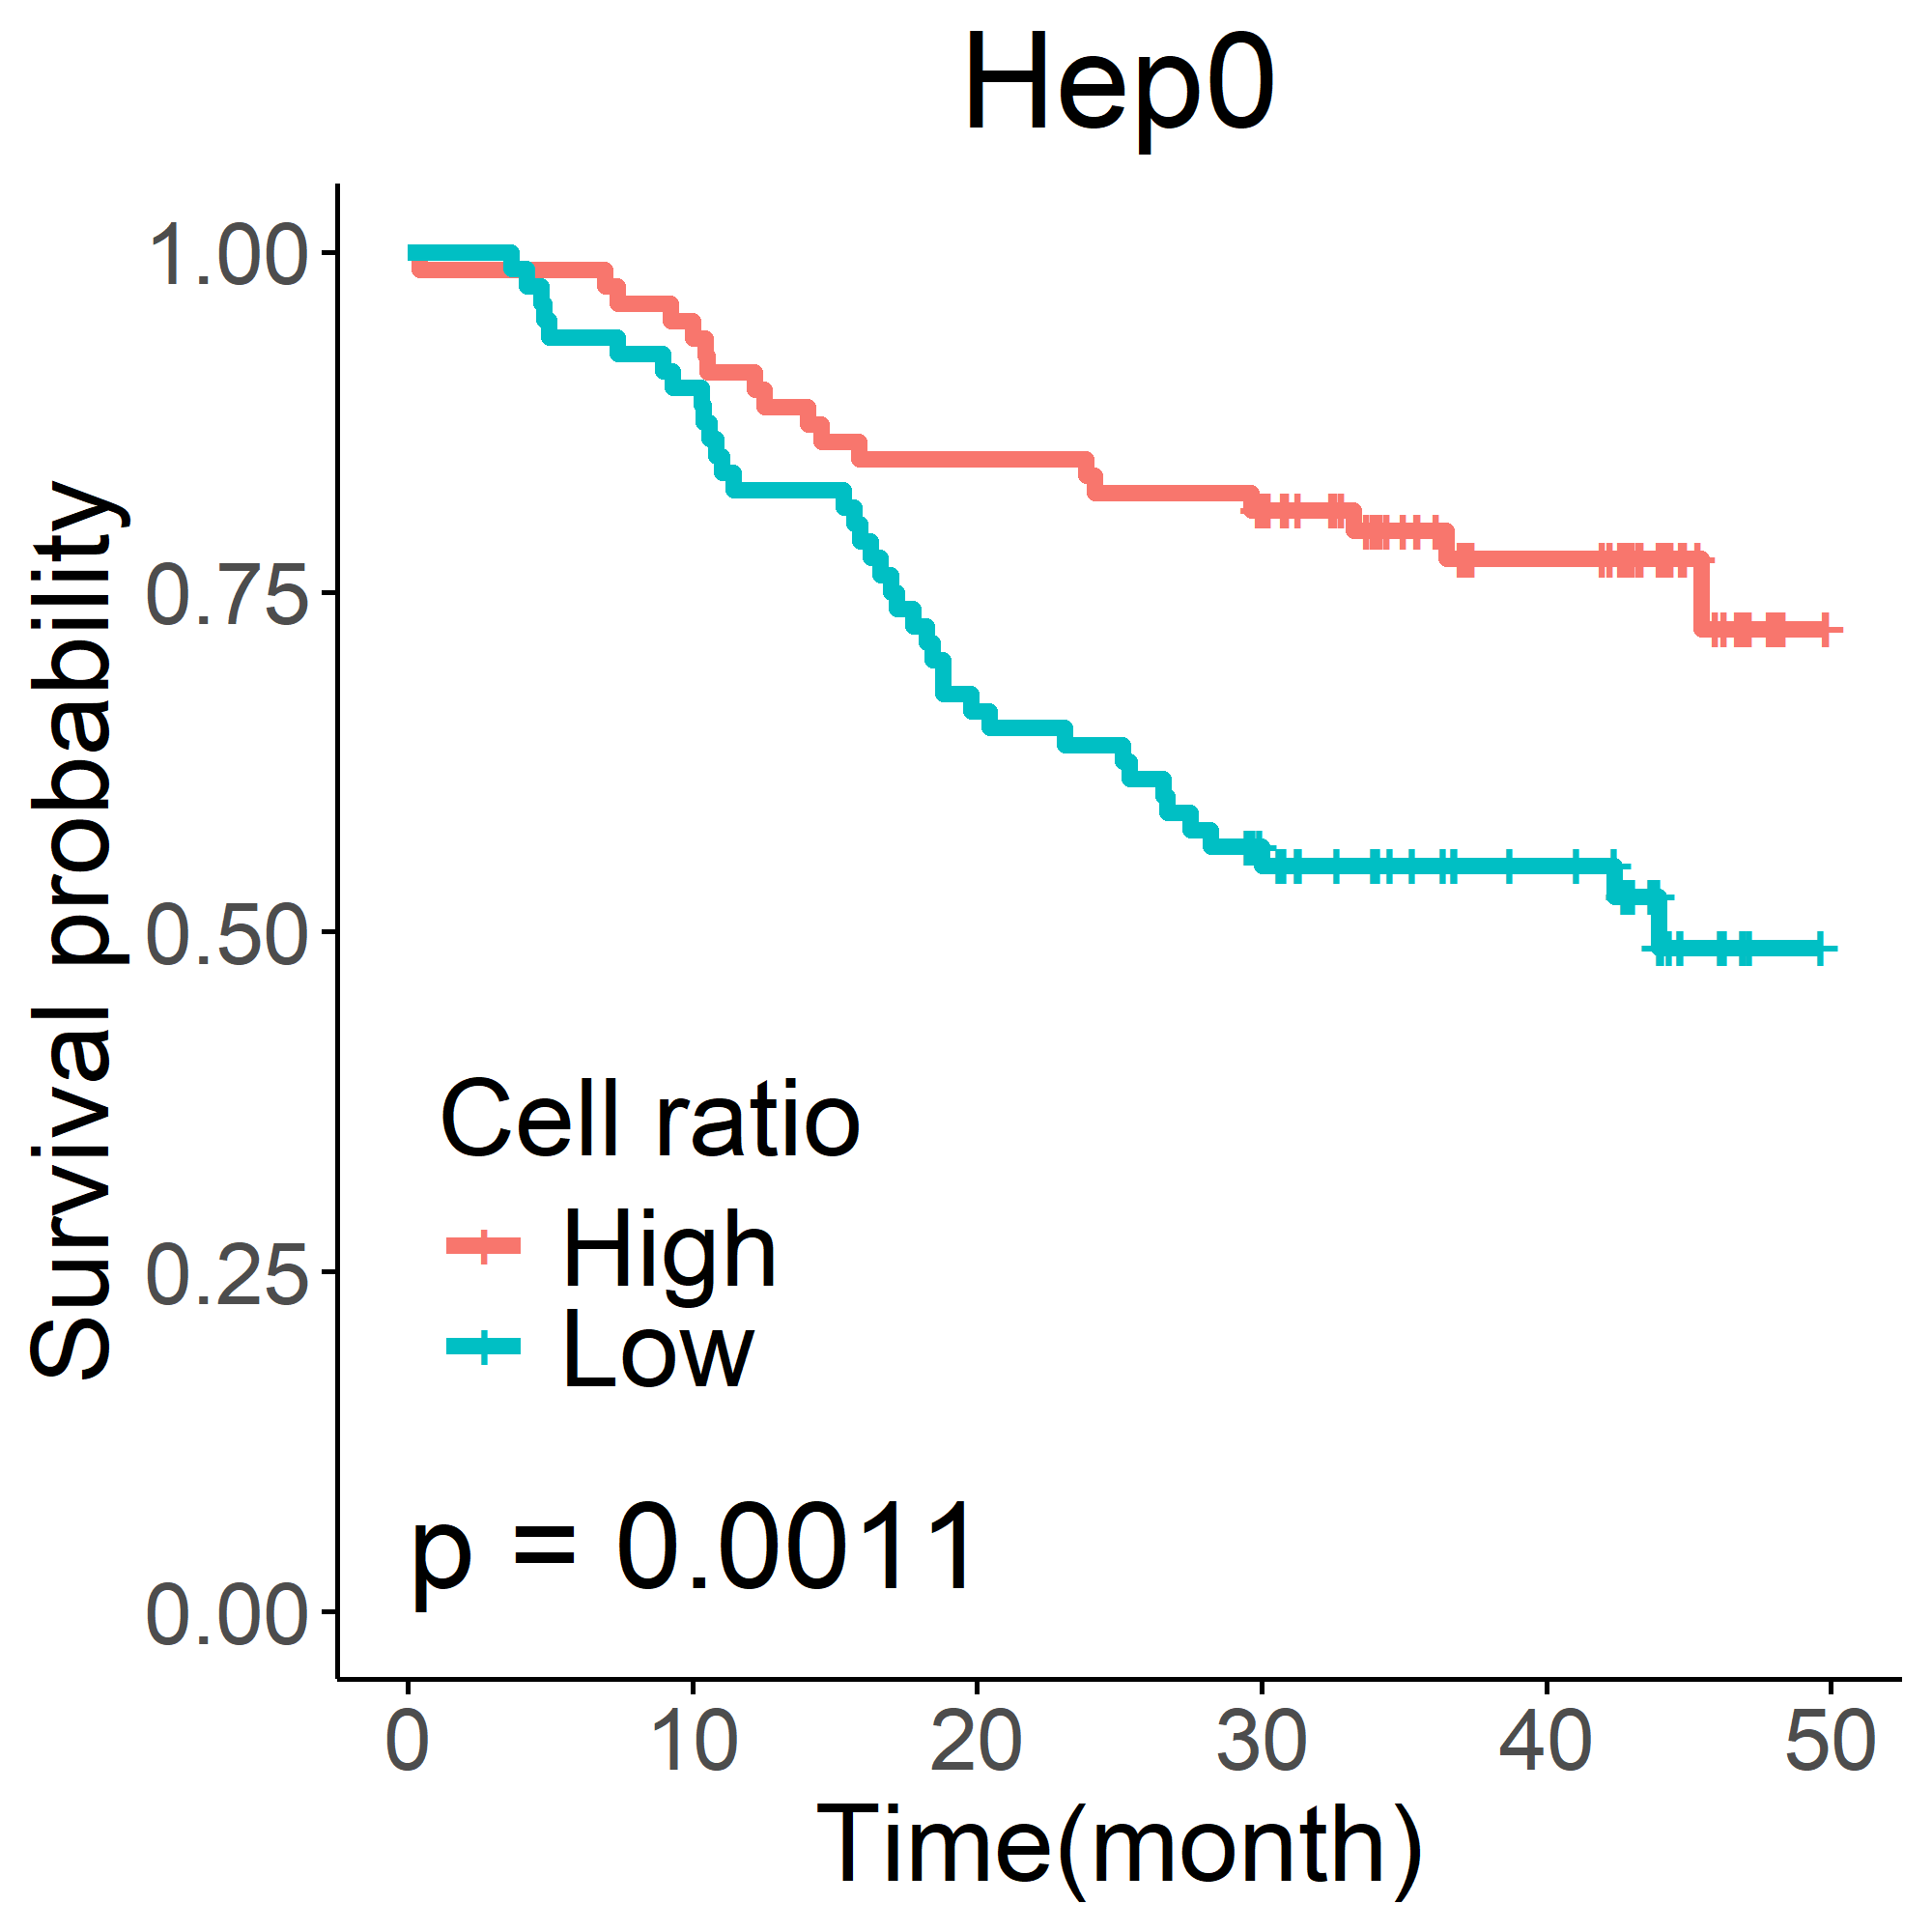 Hep0
Survival probability
1.00
0.75
0.50
0.25
0.00
Cell ratio
High
Low
p = 0.0011
0 10 20 30 40 50
Time(month)